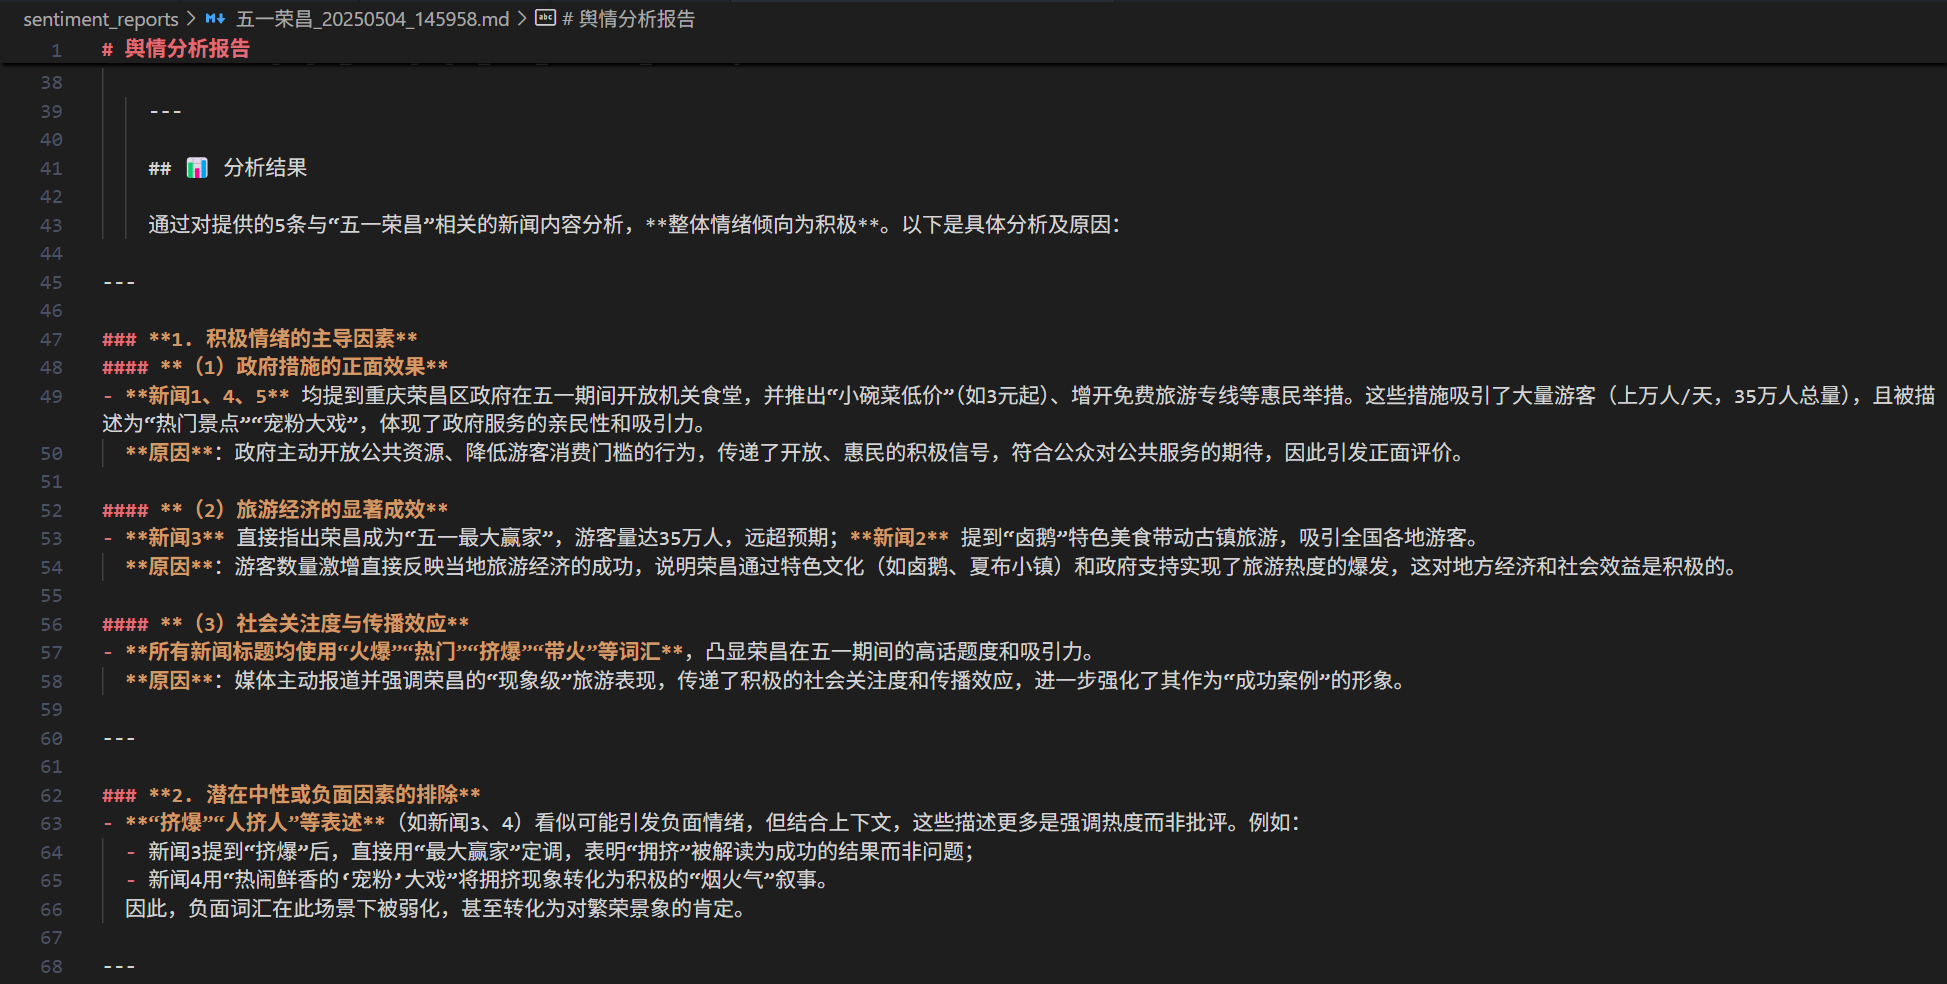 sentiment_reports > 五一荣昌_20250504_145958.md > # 舆情分析报告
1 # 舆情分析报告
38
39 ---
40
41 ## 📊 分析结果
42
43 通过对提供的5条与“五一荣昌”相关的新闻内容分析，**整体情绪倾向为积极**。以下是具体分析及原因：
44
45 ---
46
47 ### **1. 积极情绪的主导因素**
48 #### **（1）政府措施的正面效果**
49 - **新闻1、4、5** 均提到重庆荣昌区政府在五一期间开放机关食堂，并推出“小碗菜低价”（如3元起）、增开免费旅游专线等惠民举措。这些措施吸引了大量游客（上万人/天，35万人总量），且被描
述为“热门景点”“宠粉大戏”，体现了政府服务的亲民性和吸引力。
50 **原因**：政府主动开放公共资源、降低游客消费门槛的行为，传递了开放、惠民的积极信号，符合公众对公共服务的期待，因此引发正面评价。
51
52 #### **（2）旅游经济的显著成效**
53 - **新闻3** 直接指出荣昌成为“五一最大赢家”，游客量达35万人，远超预期；**新闻2** 提到“卤鹅”特色美食带动古镇旅游，吸引全国各地游客。
54 **原因**：游客数量激增直接反映当地旅游经济的成功，说明荣昌通过特色文化（如卤鹅、夏布小镇）和政府支持实现了旅游热度的爆发，这对地方经济和社会效益是积极的。
55
56 #### **（3）社会关注度与传播效应**
57 - **所有新闻标题均使用“火爆”“热门”“挤爆”“带火”等词汇**，凸显荣昌在五一期间的高话题度和吸引力。
58 **原因**：媒体主动报道并强调荣昌的“现象级”旅游表现，传递了积极的社会关注度和传播效应，进一步强化了其作为“成功案例”的形象。
59
60 ---
61
62 ### **2. 潜在中性或负面因素的排除**
63 - **“挤爆”“人挤人”等表述**（如新闻3、4）看似可能引发负面情绪，但结合上下文，这些描述更多是强调热度而非批评。例如：
64 - 新闻3提到“挤爆”后，直接用“最大赢家”定调，表明“拥挤”被解读为成功的结果而非问题；
65 - 新闻4用“热闹鲜香的‘宠粉’大戏”将拥挤现象转化为积极的“烟火气”叙事。
66 因此，负面词汇在此场景下被弱化，甚至转化为对繁荣景象的肯定。
67
68 ---